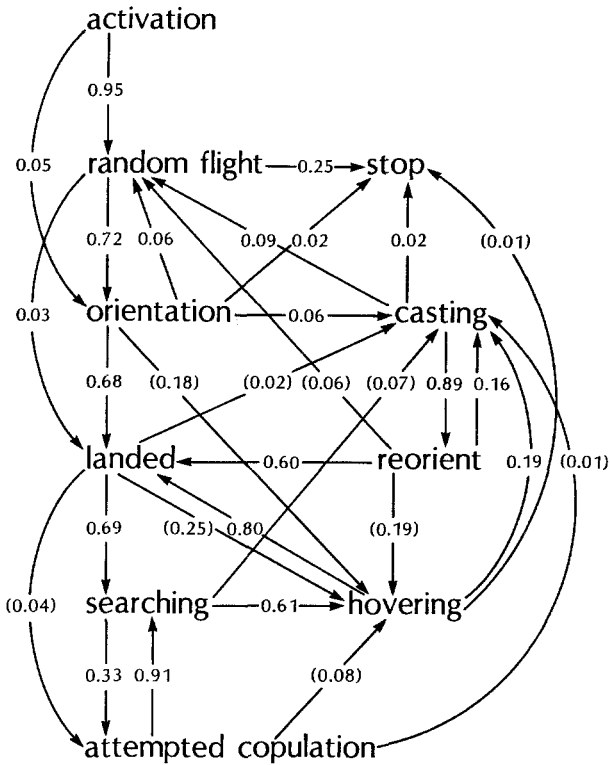 activation
0.95
0.05
random flight 0.25 stop
0.72 0.06 0.09 0.02 0.02 (0.01)
0.03
orientation 0.06 casting
0.68 (0.18) (0.02) (0.06) (0.07) 0.89 0.16
landed 0.60 reorient 0.19 (0.01)
0.69 (0.25) 0.80 (0.19)
(0.04) searching 0.61 hovering
0.33 0.91 (0.08)
attempted copulation